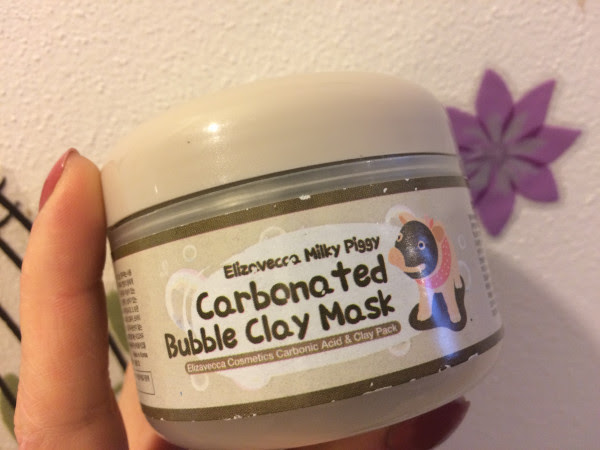 Elizavecca Milky Piggy
Carbonated
Bubble Clay Mask
Elizavecca Cosmetics Carbonic Acid & Clay Pack